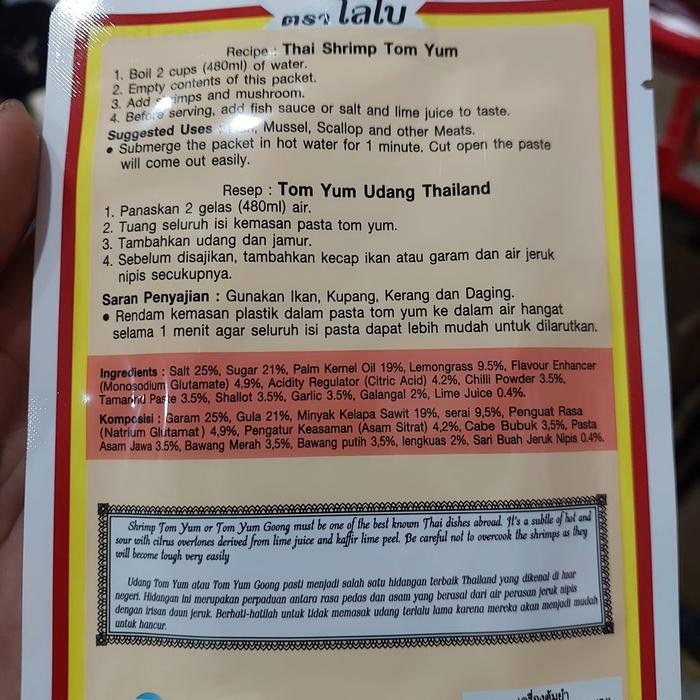 ตรา โลโบ
Recipe : Thai Shrimp Tom Yum
1. Boil 2 cups (480ml) of water.
2. Empty contents of this packet.
3. Add shrimps and mushroom.
4. Before serving, add fish sauce or salt and lime juice to taste.
Suggested Uses Mussel, Scallop and other Meats.
• Submerge the packet in hot water for 1 minute. Cut open the paste
will come out easily.
Resep : Tom Yum Udang Thailand
1. Panaskan 2 gelas (480ml) air.
2. Tuang seluruh isi kemasan pasta tom yum.
3. Tambahkan udang dan jamur.
4. Sebelum disajikan, tambahkan kecap ikan atau garam dan air jeruk
nipis secukupnya.
Saran Penyajian : Gunakan Ikan, Kupang, Kerang dan Daging.
• Rendam kemasan plastik dalam pasta tom yum ke dalam air hangat
selama 1 menit agar seluruh isi pasta dapat lebih mudah untuk dilarutkan.
Ingredients : Salt 25%, Sugar 21%, Palm Kernel Oil 19%, Lemongrass 9.5%, Flavour Enhancer
(Monosodium Glutamate) 4.9%, Acidity Regulator (Citric Acid) 4.2%, Chilli Powder 3.5%,
Tamarind Paste 3.5%, Shallot 3.5%, Garlic 3.5%, Galangal 2%, Lime Juice 0.4%.
Komposisi : Garam 25%, Gula 21%, Minyak Kelapa Sawit 19%, serai 9,5%, Penguat Rasa
(Natrium Glutamat) 4,9%, Pengatur Keasaman (Asam Sitrat) 4,2%, Cabe Bubuk 3,5%, Pasta
Asam Jawa 3.5%, Bawang Merah 3,5%, Bawang putih 3,5%, lengkuas 2%, Sari Buah Jeruk Nipis 0.4%.
Shrimp Tom Yum or Tom Yum Goong must be one of the best known Thai dishes abroad. It's a subtle of hot and
sour with citrus overtones derived from lime juice and kaffir lime peel. Be careful not to overcook the shrimps as they
will become tough very easily
Udang Tom Yum atau Tom Yum Goong pasti menjadi salah satu hidangan terbaik Thailand yang dikenal di luar
negeri. Hidangan ini merupakan perpaduan antara rasa pedas dan asam yang berasal dari air perasan jeruk nipis
dengan irisan daun jeruk. Berhati-hatilah untuk tidak memasak udang terlalu lama karena mereka akan menjadi mudah
untuk hancur.
เครื่องต้มยำ